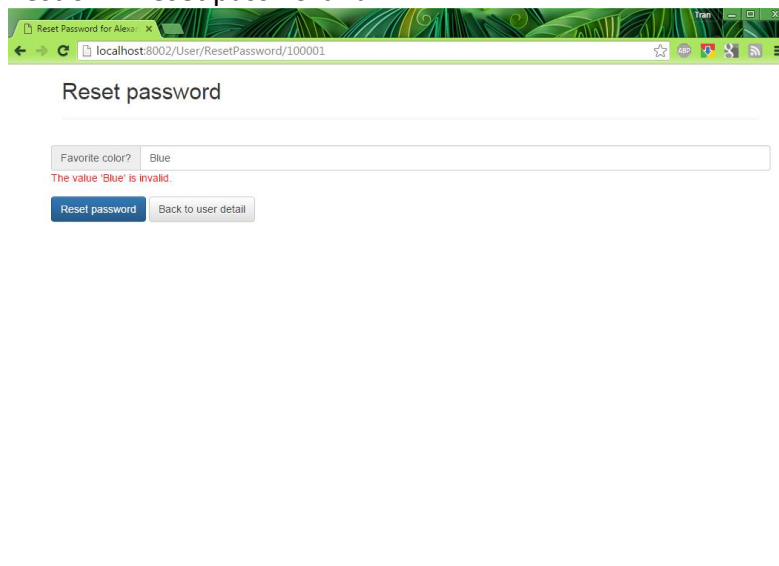 Tran
Reset Password for Alexa
localhost:8002/User/ResetPassword/100001
ABP
Reset password
Favorite color? Blue
The value 'Blue' is invalid.
Reset password Back to user detail